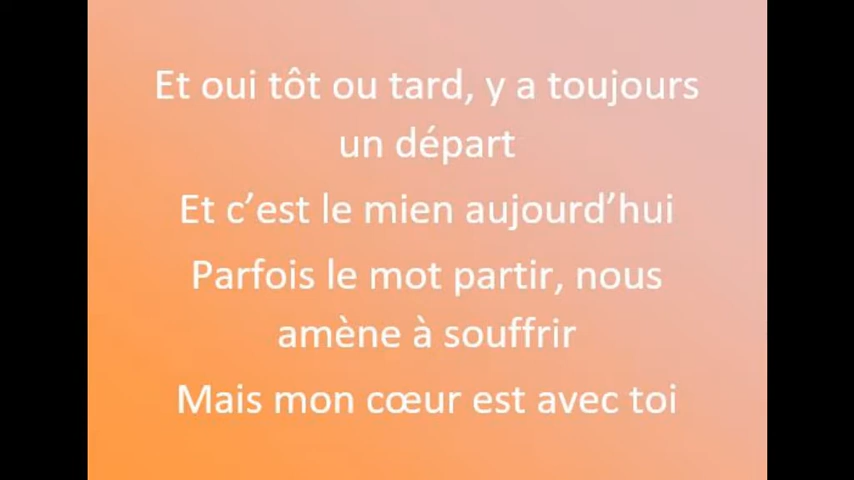 Et oui tôt ou tard, y a toujours
un départ
Et c’est le mien aujourd’hui
Parfois le mot partir, nous
amène à souffrir
Mais mon cœur est avec toi